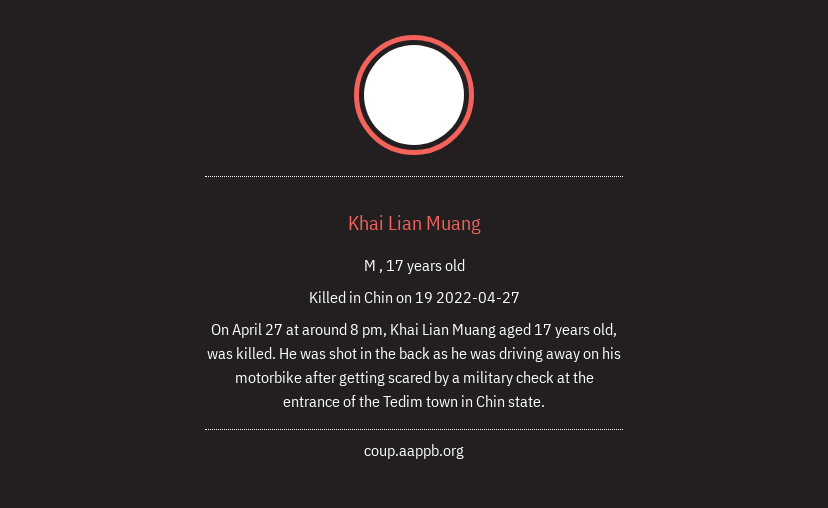 Khai Lian Muang
M , 17 years old
Killed in Chin on 19 2022-04-27
On April 27 at around 8 pm, Khai Lian Muang aged 17 years old,
was killed. He was shot in the back as he was driving away on his
motorbike after getting scared by a military check at the
entrance of the Tedim town in Chin state.
coup.aappb.org